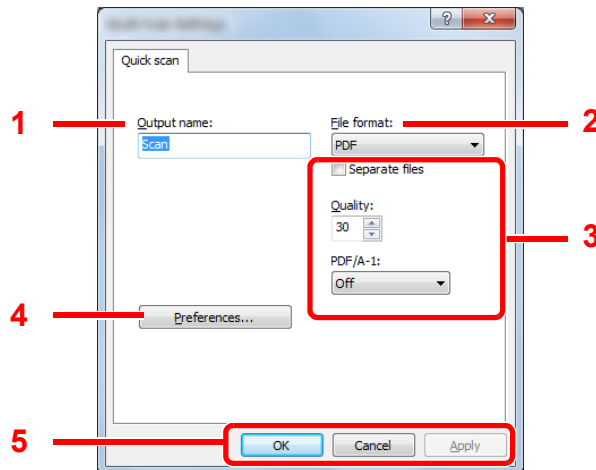 Quick scan
1
Output name:
File format:
2
Scan
PDF
Separate files
Quality:
30
3
PDF/A-1:
Off
4
Preferences...
5
OK
Cancel
Apply